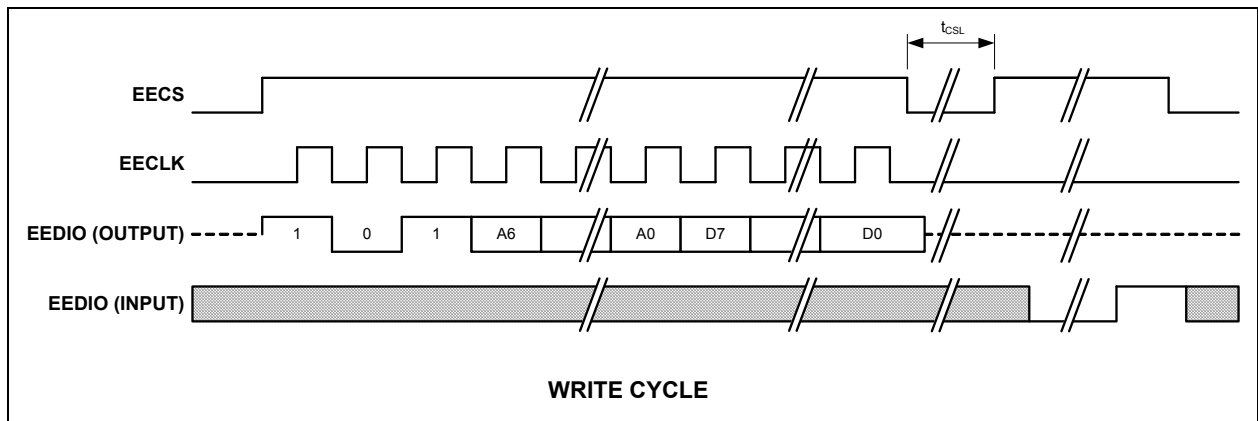 tCSL
EECS
EECLK
EEDIO (OUTPUT) 1 0 1 A6 A0 D7 D0
EEDIO (INPUT)
WRITE CYCLE